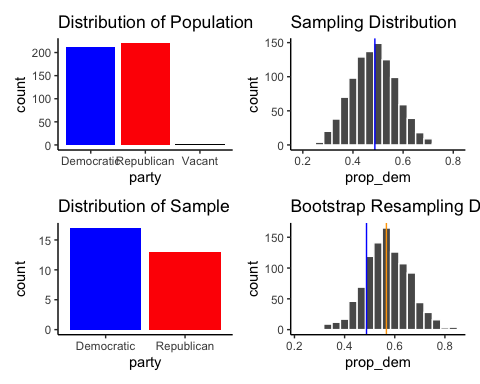 Distribution of Population
count
200
150
100
50
0
Democratic Republican Vacant
party
Sampling Distribution
count
150
100
50
0
0.2 0.4 0.6 0.8
prop_dem
Distribution of Sample
count
15
10
5
0
Democratic Republican
party
Bootstrap Resampling D
count
150
100
50
0
0.2 0.4 0.6 0.8
prop_dem